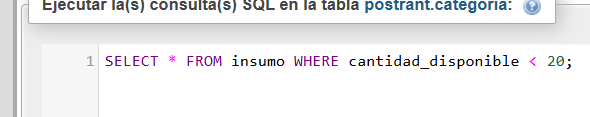 Ejecutar la(s) consulta(s) SQL en la tabla postrant.categoria:
1 SELECT * FROM insumo WHERE cantidad_disponible < 20;